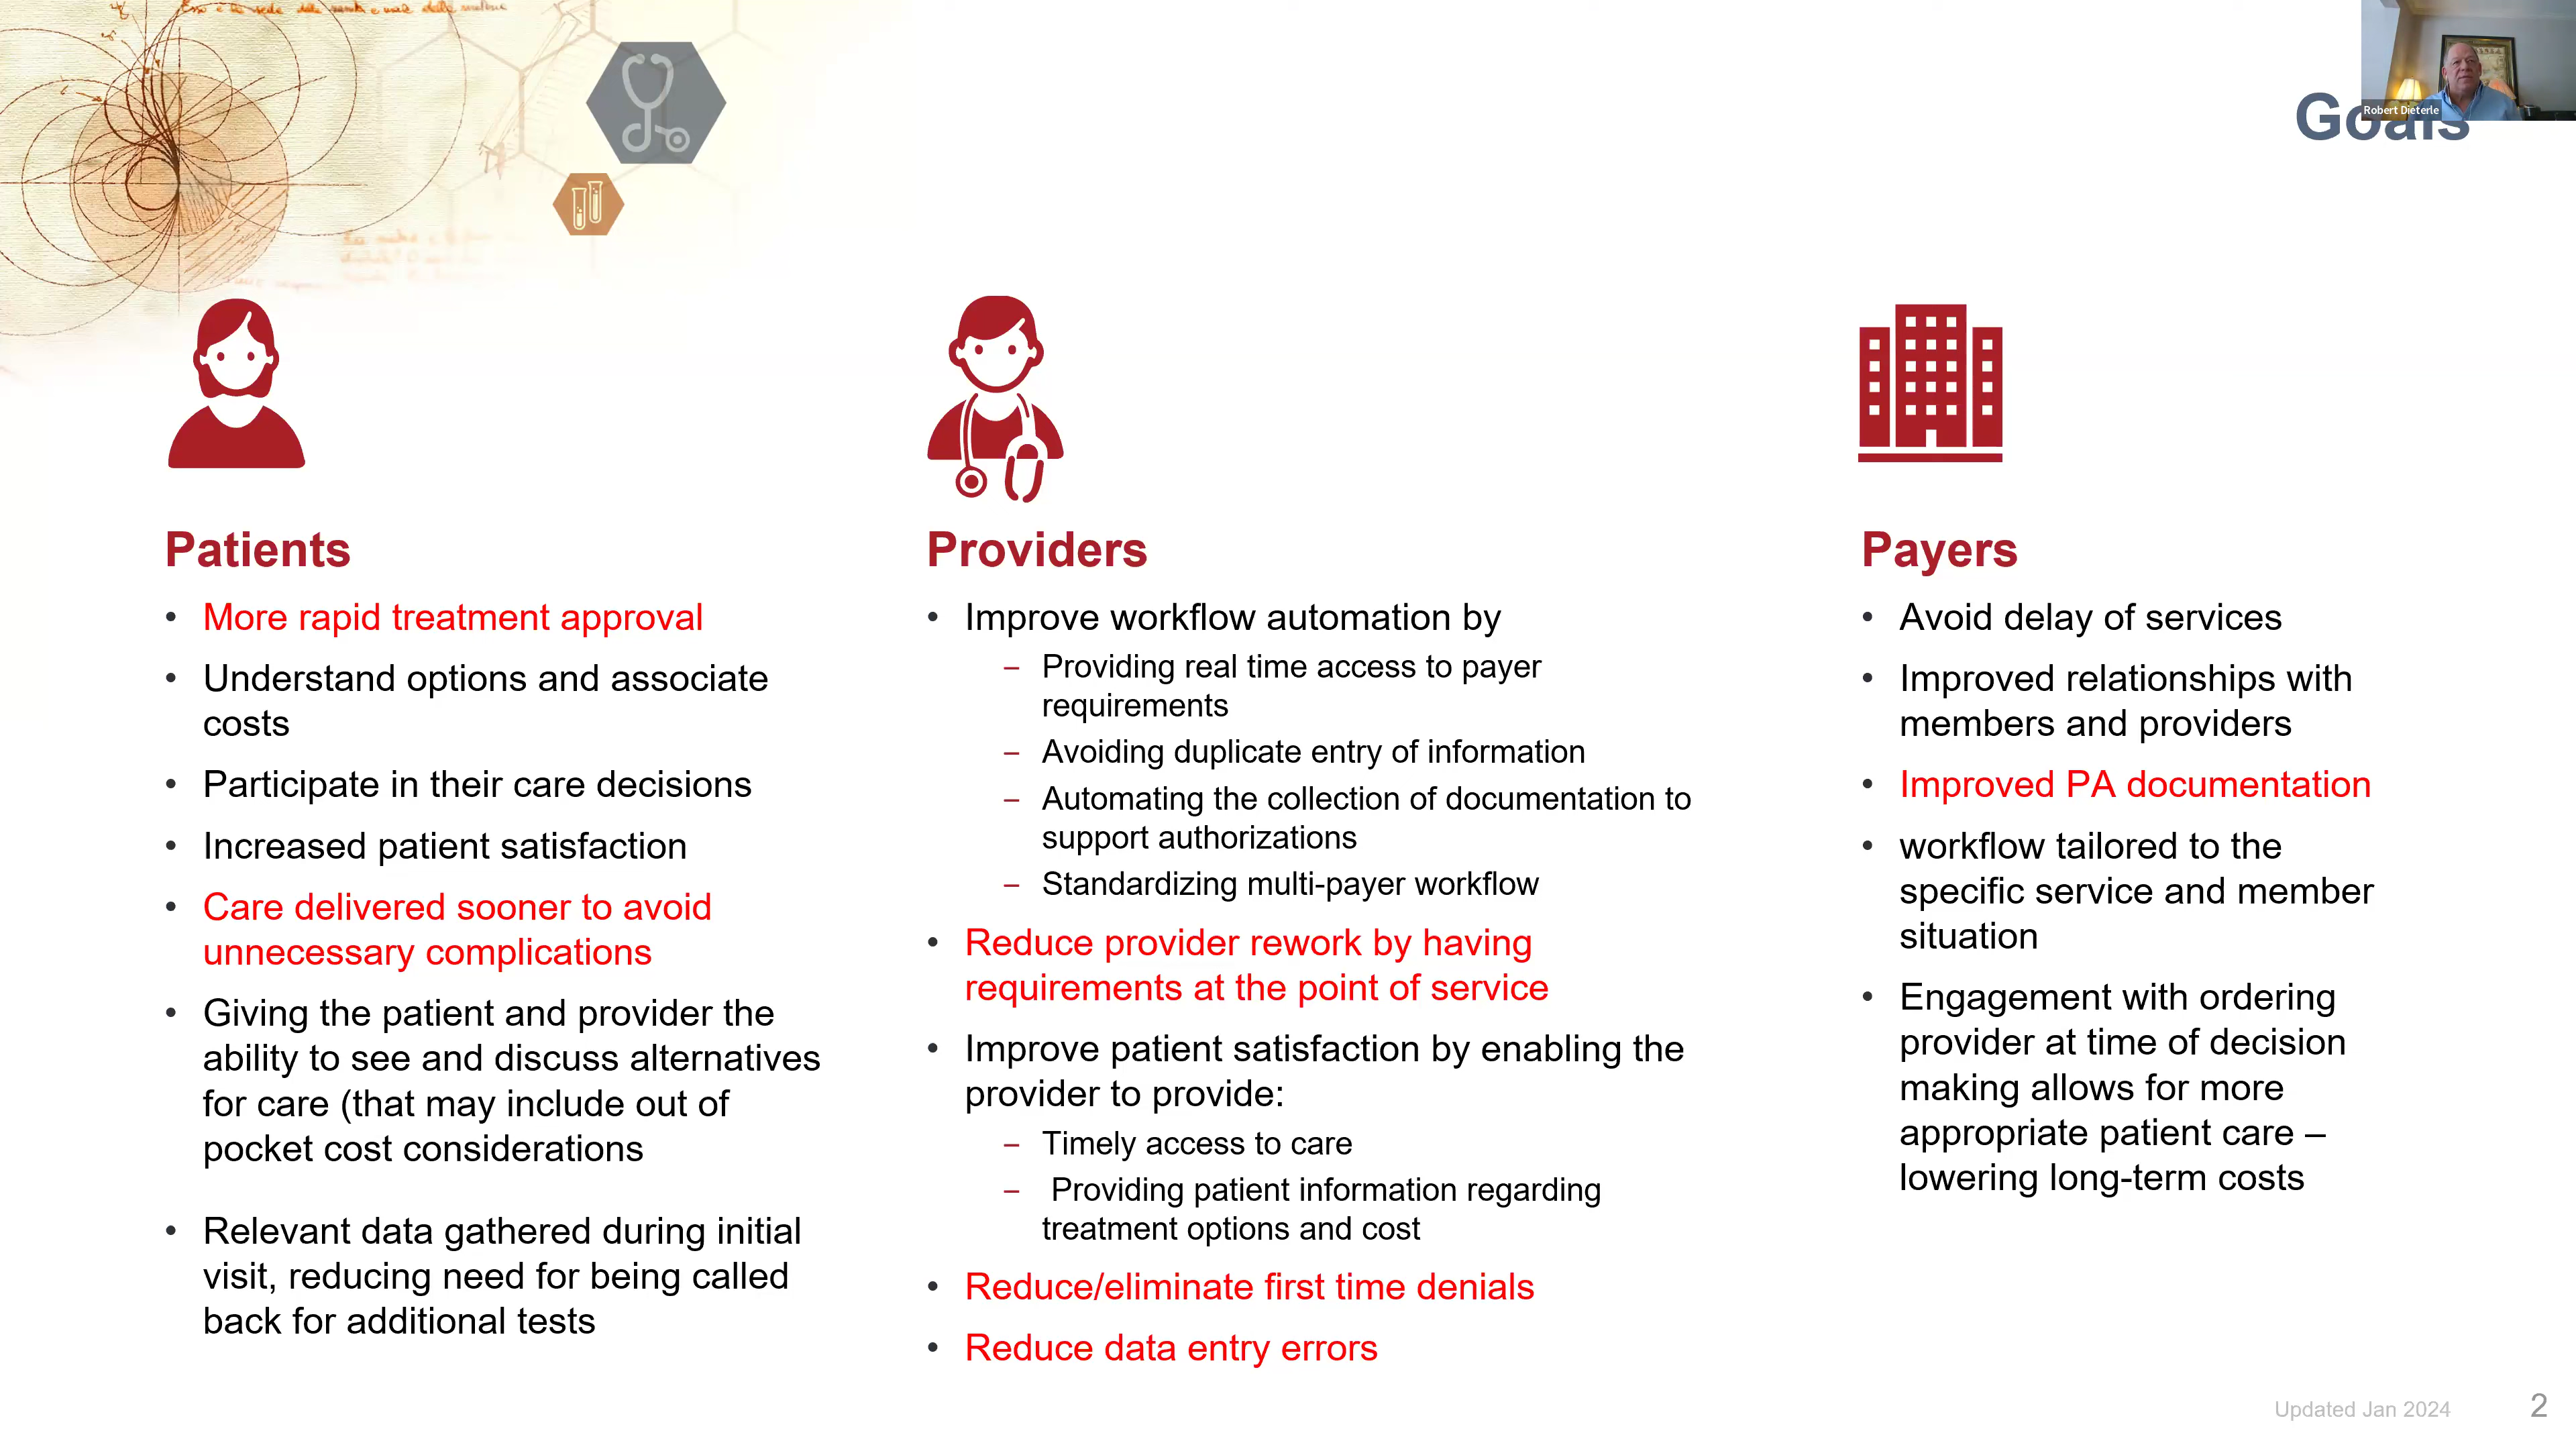 Goals
Robert Dieterle
Patients
• More rapid treatment approval
• Understand options and associate
costs
• Participate in their care decisions
• Increased patient satisfaction
• Care delivered sooner to avoid
unnecessary complications
• Giving the patient and provider the
ability to see and discuss alternatives
for care (that may include out of
pocket cost considerations
• Relevant data gathered during initial
visit, reducing need for being called
back for additional tests
Providers
• Improve workflow automation by
– Providing real time access to payer
requirements
– Avoiding duplicate entry of information
– Automating the collection of documentation to
support authorizations
– Standardizing multi-payer workflow
• Reduce provider rework by having
requirements at the point of service
• Improve patient satisfaction by enabling the
provider to provide:
– Timely access to care
– Providing patient information regarding
treatment options and cost
• Reduce/eliminate first time denials
• Reduce data entry errors
Payers
• Avoid delay of services
• Improved relationships with
members and providers
• Improved PA documentation
• workflow tailored to the
specific service and member
situation
• Engagement with ordering
provider at time of decision
making allows for more
appropriate patient care –
lowering long-term costs
Updated Jan 2024
2